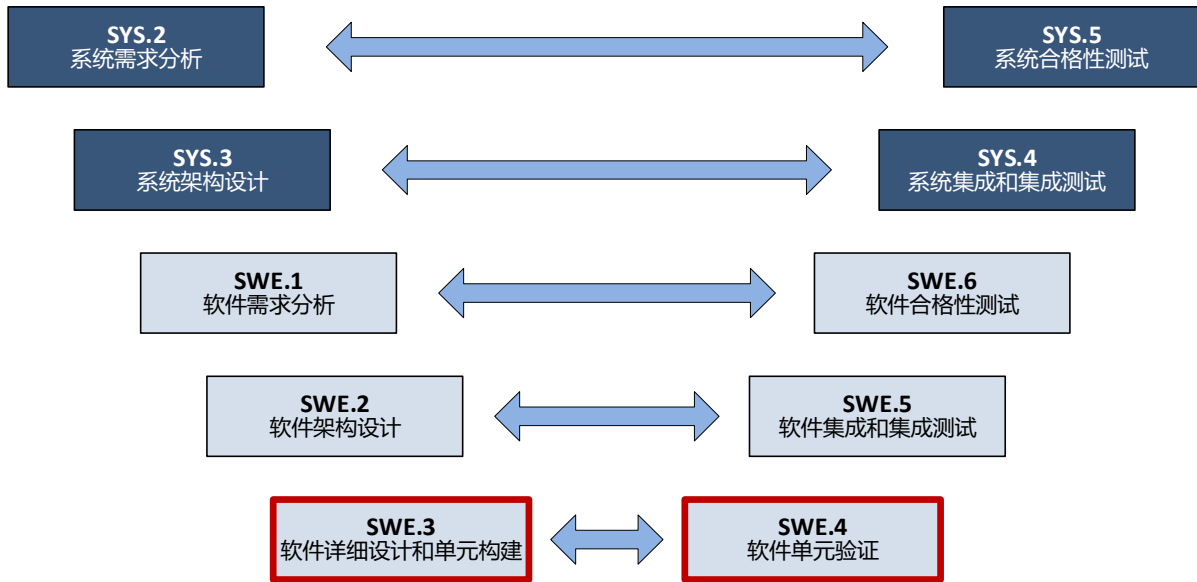 SYS.2
系统需求分析
SYS.5
系统合格性测试
SYS.3
系统架构设计
SYS.4
系统集成和集成测试
SWE.1
软件需求分析
SWE.6
软件合格性测试
SWE.2
软件架构设计
SWE.5
软件集成和集成测试
SWE.3
软件详细设计和单元构建
SWE.4
软件单元验证